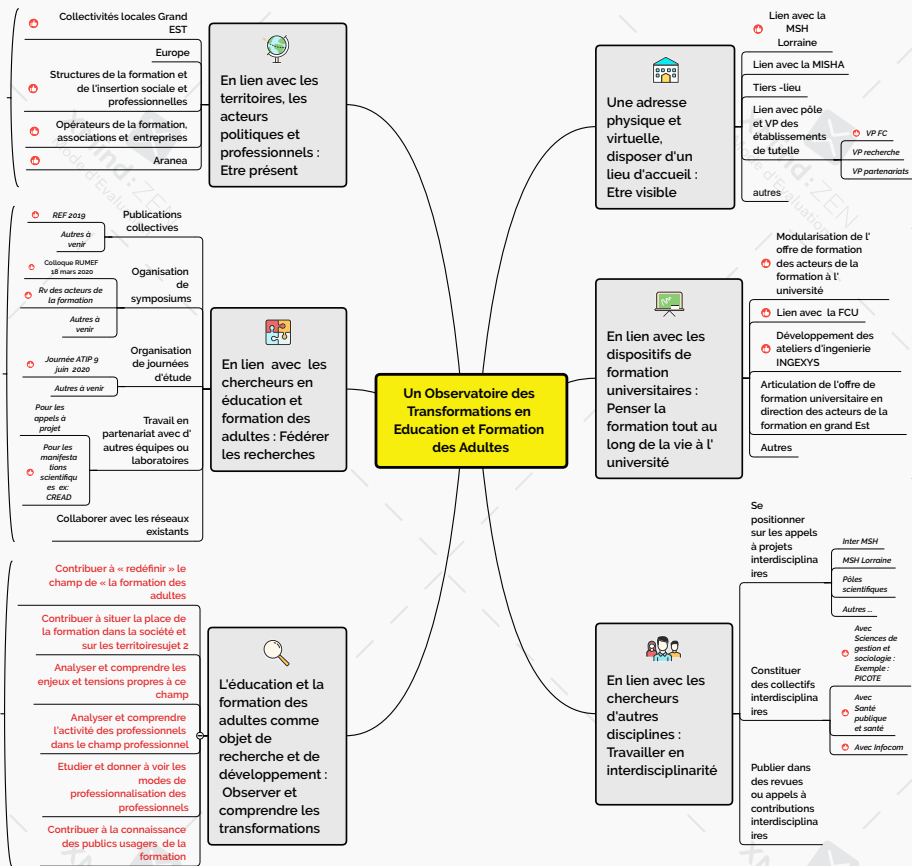 Un Observatoire des
Transformations en
Education et Formation
des Adultes
En lien avec les
territoires, les
acteurs
politiques et
professionnels :
Etre présent
Collectivités locales Grand
EST
Europe
Structures de la formation et
de l'insertion sociale et
professionnelles
Opérateurs de la formation,
associations et entreprises
Aranea
En lien avec les
chercheurs en
éducation et
formation des
adultes : Fédérer
les recherches
Publications
collectives
REF 2019
Autres à
venir
Oganisation
de
symposiums
Colloque RUMEF
18 mars 2020
Rv des acteurs de
la formation
Autres à
venir
Organisation
de journées
d'étude
Journée ATIP 9
juin 2020
Autres à venir
Travail en
partenariat avec d'
autres équipes ou
laboratoires
Pour les
appels à
projet
Pour les
manifesta
tions
scientifiqu
es ex:
CREAD
Collaborer avec les réseaux
existants
L'éducation et la
formation des
adultes comme
objet de
recherche et de
développement :
Observer et
comprendre les
transformations
Contribuer à « redéfinir » le
champ de « la formation des
adultes
Contribuer à situer la place de
la formation dans la société et
sur les territoiresujet 2
Analyser et comprendre les
enjeux et tensions propres à ce
champ
Analyser et comprendre
l'activité des professionnels
dans le champ professionnel
Etudier et donner à voir les
modes de
professionnalisation des
professionnels
Contribuer à la connaissance
des publics usagers de la
formation
Une adresse
physique et
virtuelle,
disposer d'un
lieu d'accueil :
Etre visible
Lien avec la
MSH
Lorraine
Lien avec la MISHA
Tiers -lieu
Lien avec pôle
et VP des
établissements
de tutelle
VP FC
VP recherche
VP partenariats
autres
En lien avec les
dispositifs de
formation
universitaires :
Penser la
formation tout au
long de la vie à l'
université
Modularisation de l'
offre de formation
des acteurs de la
formation à l'
université
Lien avec la FCU
Développement des
ateliers d'ingenierie
INGEXYS
Articulation de l'offre de
formation universitaire en
direction des acteurs de la
formation en grand Est
Autres
En lien avec les
chercheurs
d'autres
disciplines :
Travailler en
interdisciplinarité
Se
positionner
sur les appels
à projets
interdisciplina
ires
Inter MSH
MSH Lorraine
Pôles
scientifiques
Autres ...
Constituer
des collectifs
interdisciplina
ires
Avec
Sciences de
gestion et
sociologie :
Exemple :
PICOTE
Avec
Santé
publique
et santé
Avec Infocom
Publier dans
des revues
ou appels à
contributions
interdisciplina
ires